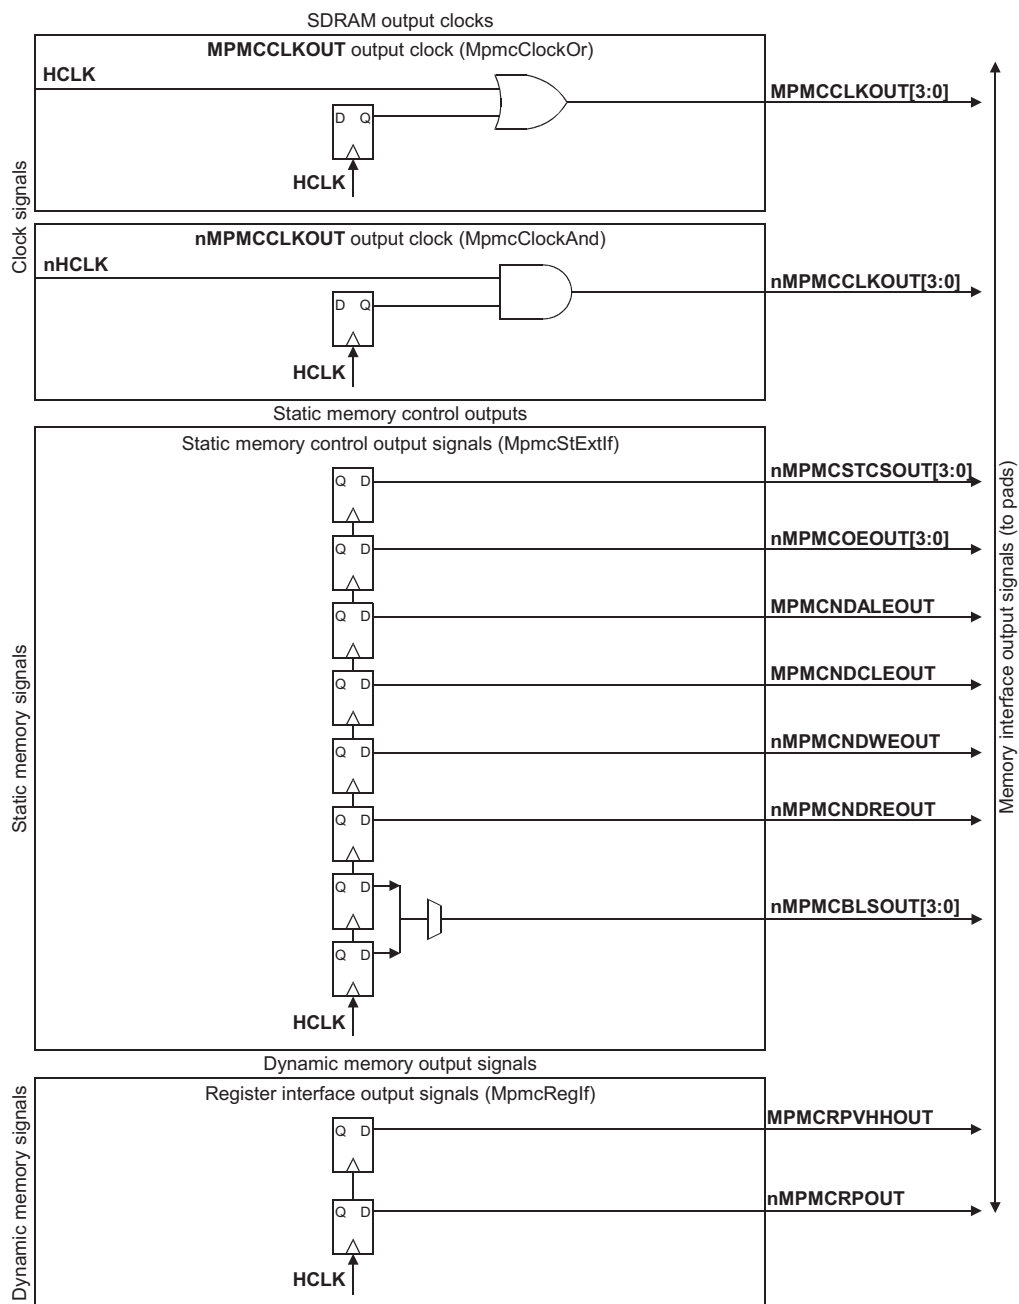 SDRAM output clocks
MPMCCLKOUT output clock (MpmcClockOr)
HCLK
MPMCCLKOUT[3:0]
D Q
HCLK
Clock signals
nMPMCCLKOUT output clock (MpmcClockAnd)
nHCLK
nMPMCCLKOUT[3:0]
D Q
HCLK
Static memory control outputs
Static memory control output signals (MpmcStExtIf)
Q D
nMPMCSTCSOUT[3:0]
Q D
nMPMCOEOUT[3:0]
Q D
MPMCNDALEOUT
Q D
MPMCNDCLEOUT
Q D
nMPMCNDWEOUT
Q D
nMPMCNDREOUT
Q D
nMPMCBLSOUT[3:0]
Q D
HCLK
Static memory signals
Memory interface output signals (to pads)
Dynamic memory output signals
Register interface output signals (MpmcRegIf)
Q D
MPMCRPVHHOUT
Q D
nMPMCRPOUT
HCLK
Dynamic memory signals